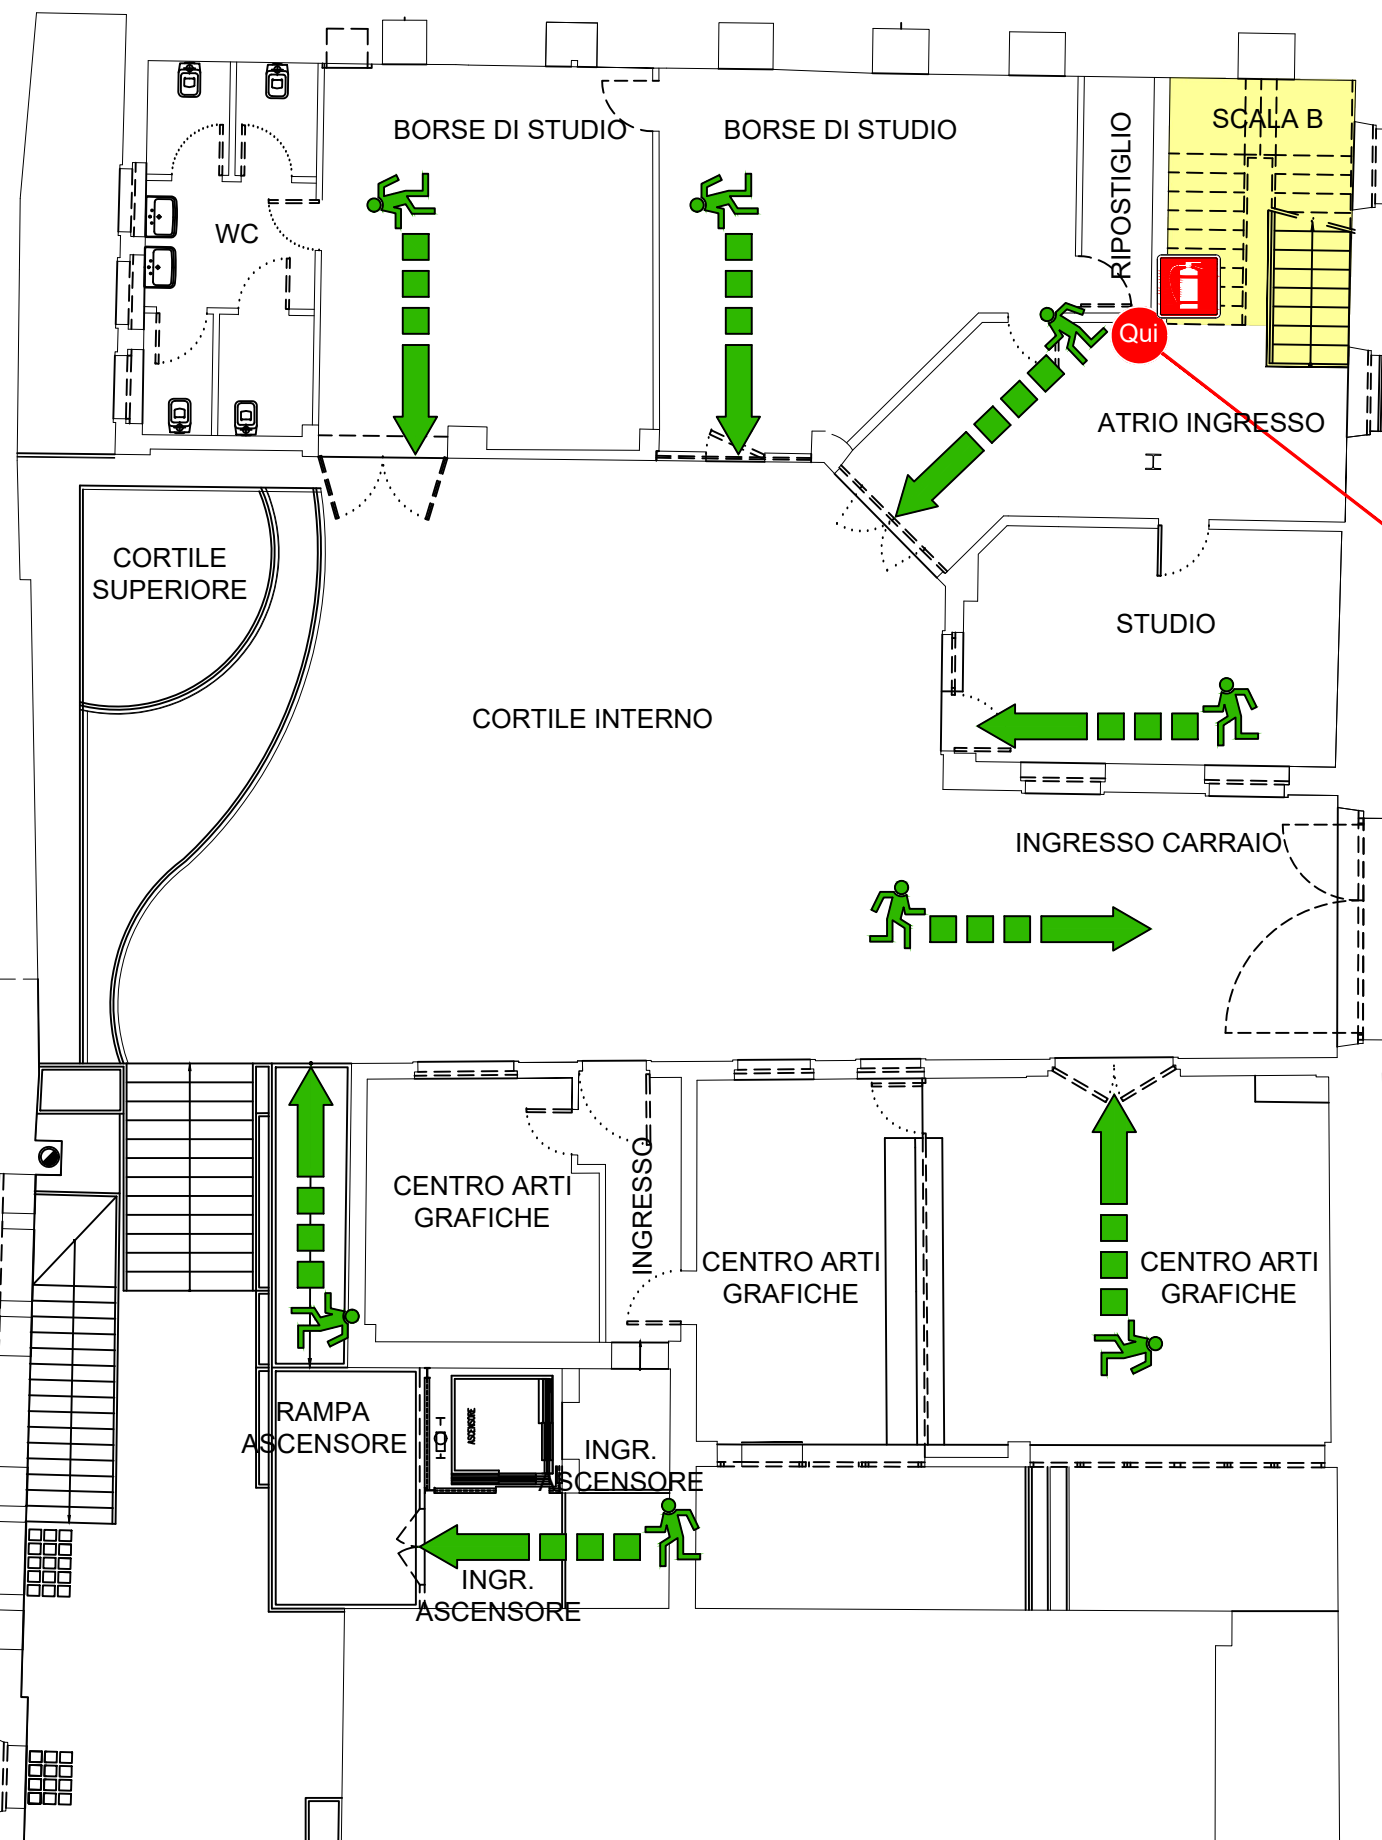 BORSE DI STUDIO
BORSE DI STUDIO
RIPOSTIGLIO
SCALA B
WC
Qui
ATRIO INGRESSO
CORTILE
SUPERIORE
STUDIO
CORTILE INTERNO
INGRESSO CARRAIO
CENTRO ARTI
GRAFICHE
INGRESSO
CENTRO ARTI
GRAFICHE
CENTRO ARTI
GRAFICHE
RAMPA
ASCENSORE
ASCENSORE
INGR.
ASCENSORE
INGR.
ASCENSORE